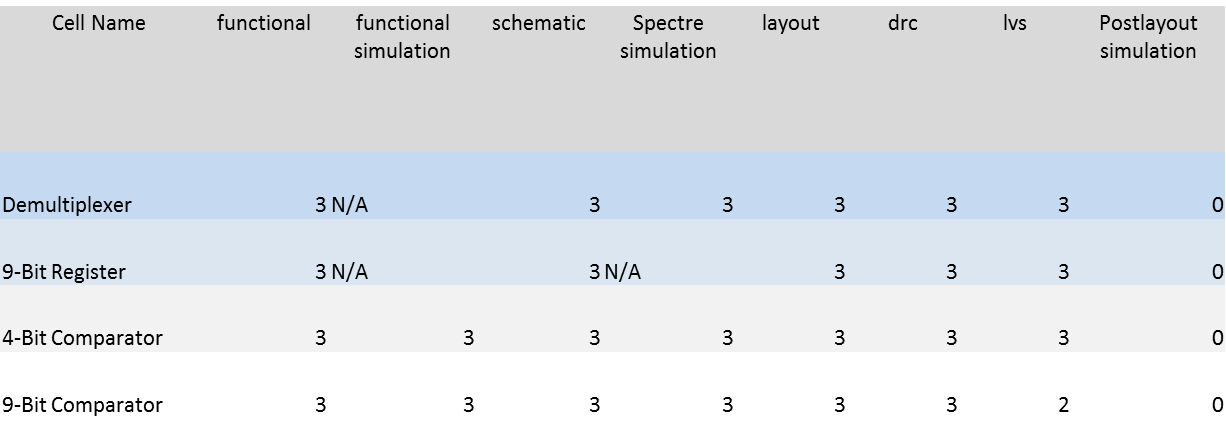 Cell Name functional functional simulation schematic Spectre simulation layout drc lvs Postlayout simulation
Demultiplexer 3 N/A 3 3 3 3 3 0
9-Bit Register 3 N/A 3 N/A 3 3 3 0
4-Bit Comparator 3 3 3 3 3 3 3 0
9-Bit Comparator 3 3 3 3 3 3 2 0